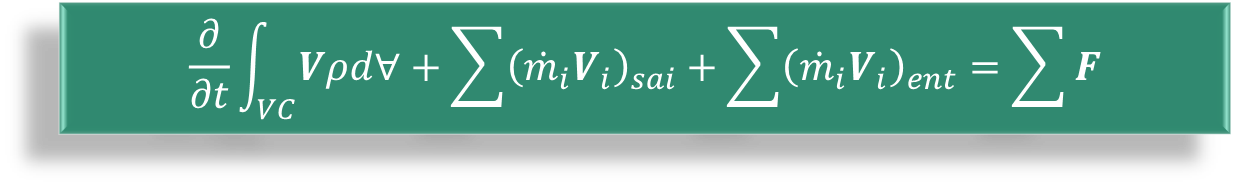 ∂/∂t ∫_VC 𝑽ρd∀ + ∑(ṁ_i 𝑽_i)_sai + ∑(ṁ_i 𝑽_i)_ent = ∑ 𝑭